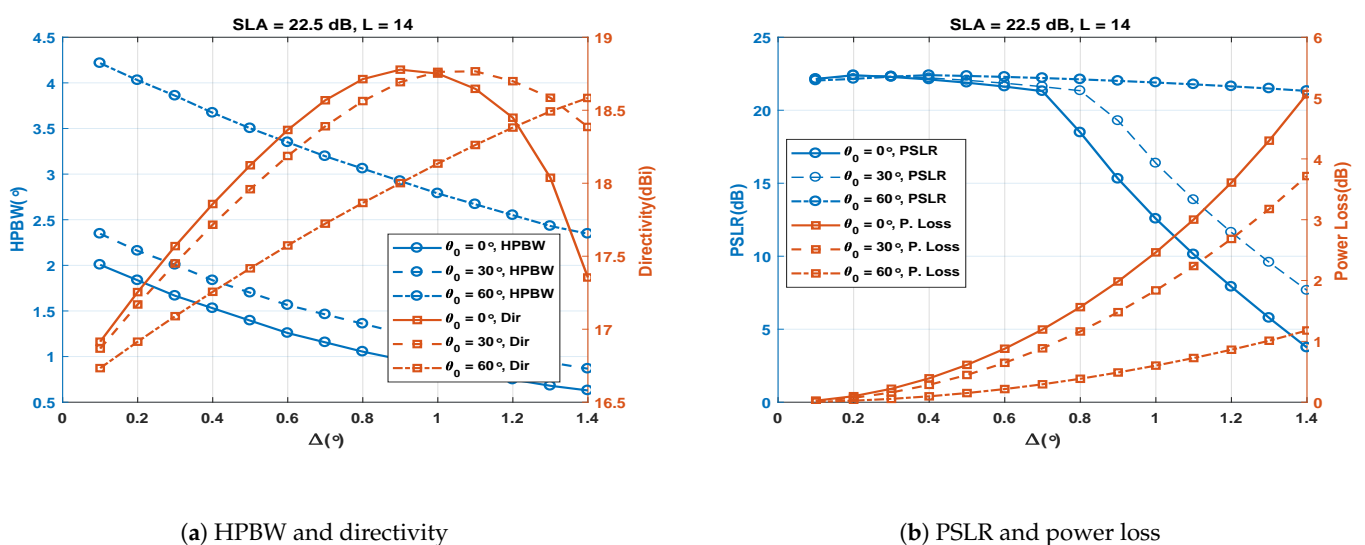 SLA = 22.5 dB, L = 14
4.5
4
3.5
3
2.5
2
1.5
1
0.5
HPBW(°)
19
18.5
18
17.5
17
16.5
Directivity(dBi)
θ0 = 0°, HPBW
θ0 = 30°, HPBW
θ0 = 60°, HPBW
θ0 = 0°, Dir
θ0 = 30°, Dir
θ0 = 60°, Dir
0 0.2 0.4 0.6 0.8 1 1.2 1.4
Δ(°)
(a) HPBW and directivity
SLA = 22.5 dB, L = 14
25
20
15
10
5
0
PSLR(dB)
6
5
4
3
2
1
0
Power Loss(dB)
θ0 = 0°, PSLR
θ0 = 30°, PSLR
θ0 = 60°, PSLR
θ0 = 0°, P. Loss
θ0 = 30°, P. Loss
θ0 = 60°, P. Loss
0 0.2 0.4 0.6 0.8 1 1.2 1.4
Δ(°)
(b) PSLR and power loss